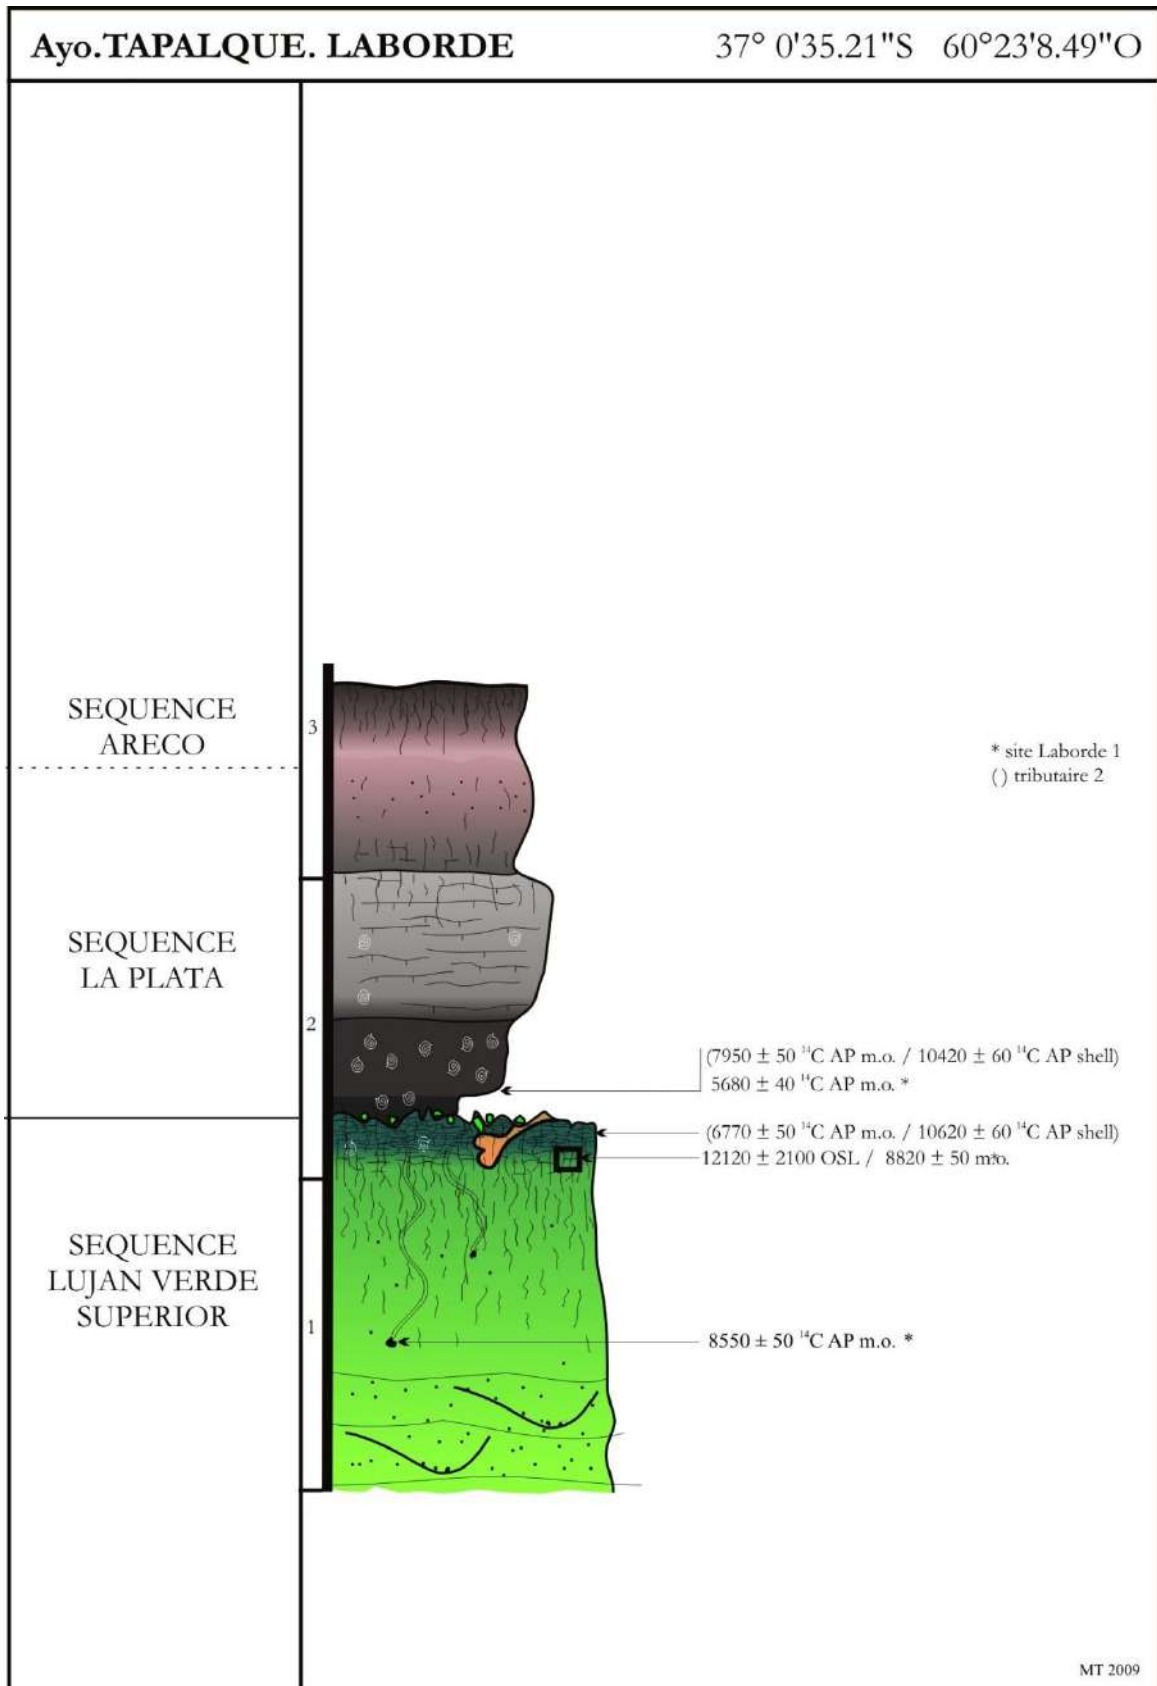 Ayo.TAPALQUE. LABORDE 37° 0'35.21"S 60°23'8.49"O
SEQUENCE
ARECO
3
* site Laborde 1
( ) tributaire 2
SEQUENCE
LA PLATA
2
(7950 ± 50 ¹⁴C AP m.o. / 10420 ± 60 ¹⁴C AP shell)
5680 ± 40 ¹⁴C AP m.o. *
(6770 ± 50 ¹⁴C AP m.o. / 10620 ± 60 ¹⁴C AP shell)
12120 ± 2100 OSL / 8820 ± 50
SEQUENCE
LUJAN VERDE
SUPERIOR
1
8550 ± 50 ¹⁴C AP m.o. *
MT 2009